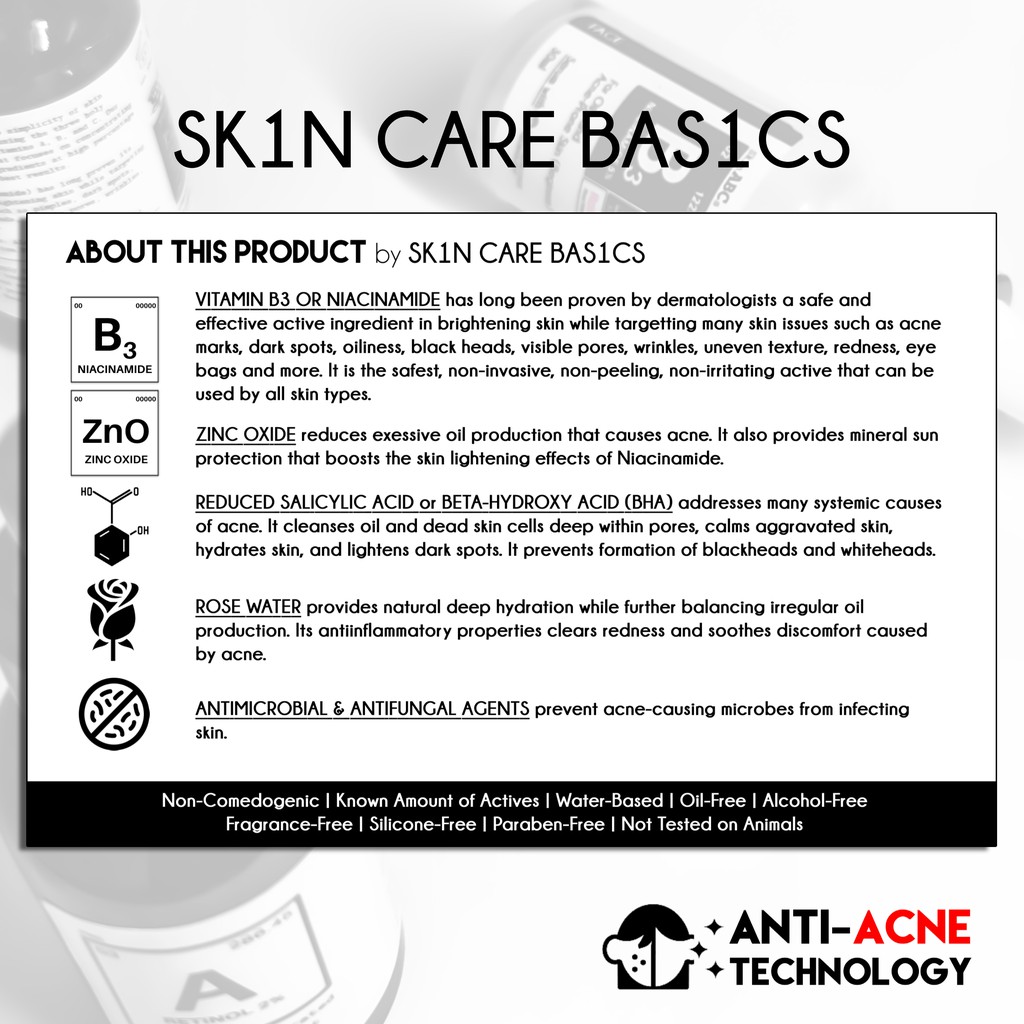 SK1N CARE BAS1CS
ABOUT THIS PRODUCT by SK1N CARE BAS1CS
00 00000
B3
NIACINAMIDE
VITAMIN B3 OR NIACINAMIDE has long been proven by dermatologists a safe and
effective active ingredient in brightening skin while targetting many skin issues such as acne
marks, dark spots, oiliness, black heads, visible pores, wrinkles, uneven texture, redness, eye
bags and more. It is the safest, non-invasive, non-peeling, non-irritating active that can be
used by all skin types.
00 00000
ZnO
ZINC OXIDE
ZINC OXIDE reduces exessive oil production that causes acne. It also provides mineral sun
protection that boosts the skin lightening effects of Niacinamide.
HO O
OH
REDUCED SALICYLIC ACID or BETA-HYDROXY ACID (BHA) addresses many systemic causes
of acne. It cleanses oil and dead skin cells deep within pores, calms aggravated skin,
hydrates skin, and lightens dark spots. It prevents formation of blackheads and whiteheads.
ROSE WATER provides natural deep hydration while further balancing irregular oil
production. Its antiinflammatory properties clears redness and soothes discomfort caused
by acne.
ANTIMICROBIAL & ANTIFUNGAL AGENTS prevent acne-causing microbes from infecting
skin.
Non-Comedogenic | Known Amount of Actives | Water-Based | Oil-Free | Alcohol-Free
Fragrance-Free | Silicone-Free | Paraben-Free | Not Tested on Animals
A
RETINOL 2%
ANTI-ACNE
TECHNOLOGY